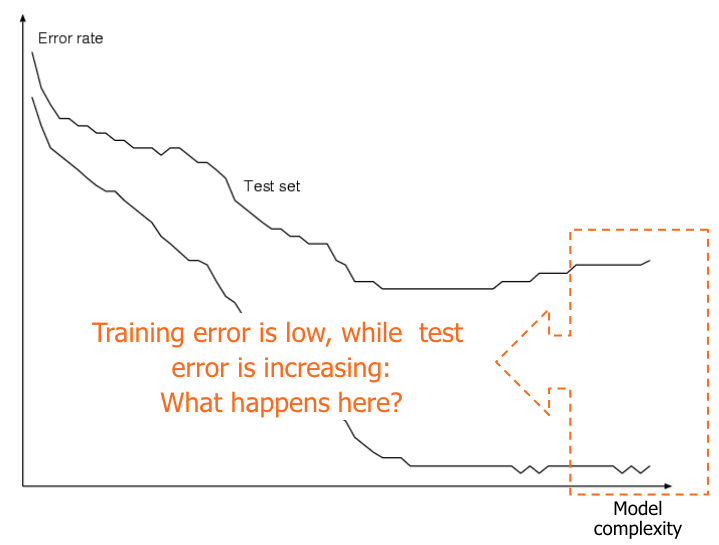 Error rate
Test set
Training error is low, while  test
error is increasing:
What happens here?
Model
complexity